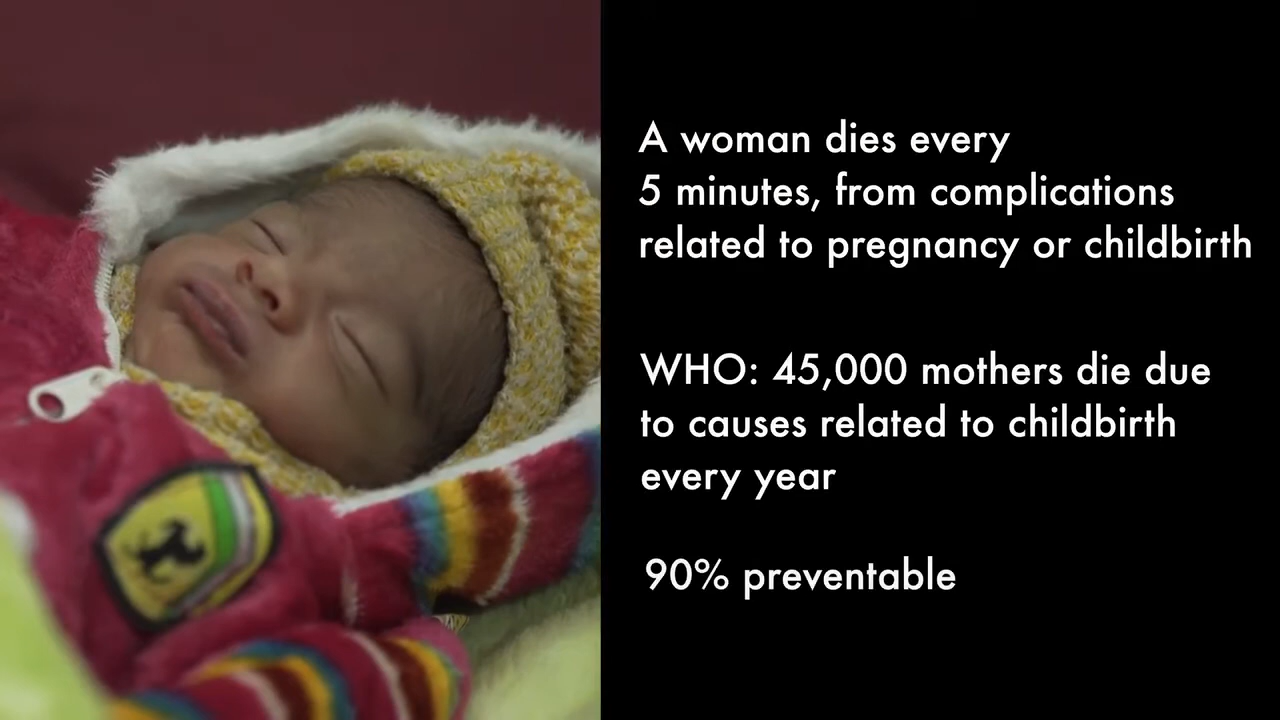 A woman dies every
5 minutes, from complications
related to pregnancy or childbirth
WHO: 45,000 mothers die due
to causes related to childbirth
every year
90% preventable